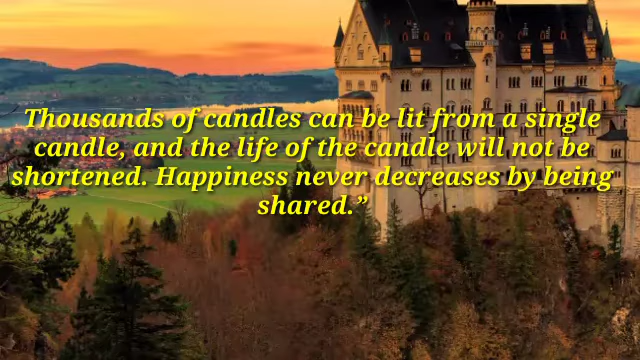 Thousands of candles can be lit from a single
candle, and the life of the candle will not be
shortened. Happiness never decreases by being
shared.”